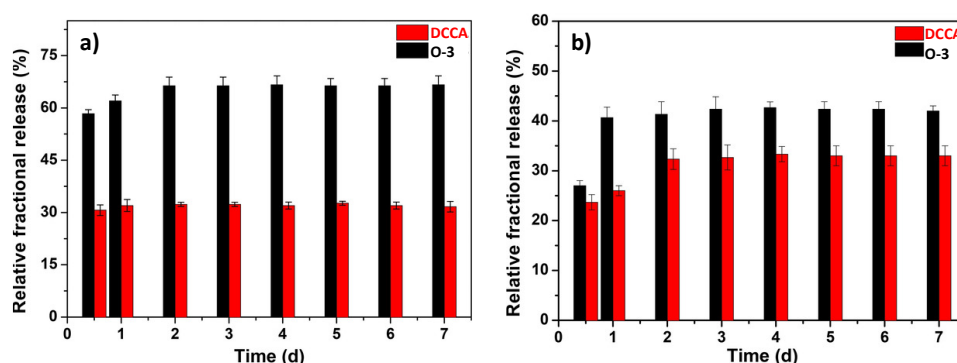 a)
DCCA
O-3
Relative fractional release (%)
75
60
45
30
15
0
0 1 2 3 4 5 6 7
Time (d)
b)
DCCA
O-3
Relative fractional release (%)
60
50
40
30
20
10
0
0 1 2 3 4 5 6 7
Time (d)